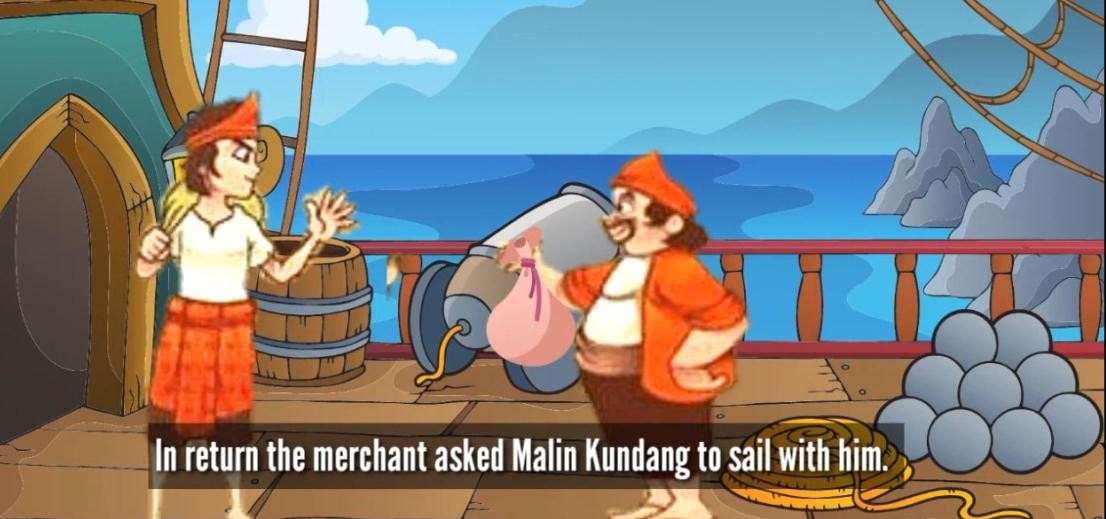 In return the merchant asked Malin Kundang to sail with him.